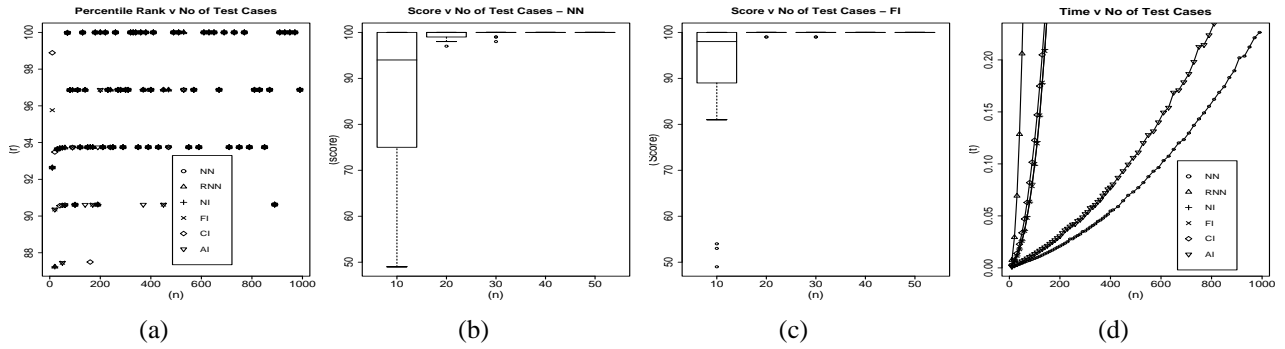 Percentile Rank v No of Test Cases
(r)
100
98
96
94
92
90
88
NN
RNN
NI
FI
CI
AI
0 200 400 600 800 1000
(n)
(a)
Score v No of Test Cases – NN
(score)
100
90
80
70
60
50
10 20 30 40 50
(n)
(b)
Score v No of Test Cases – FI
(Score)
100
90
80
70
60
50
10 20 30 40 50
(n)
(c)
Time v No of Test Cases
(t)
0.20
0.15
0.10
0.05
0.00
NN
RNN
NI
FI
CI
AI
0 200 400 600 800 1000
(n)
(d)